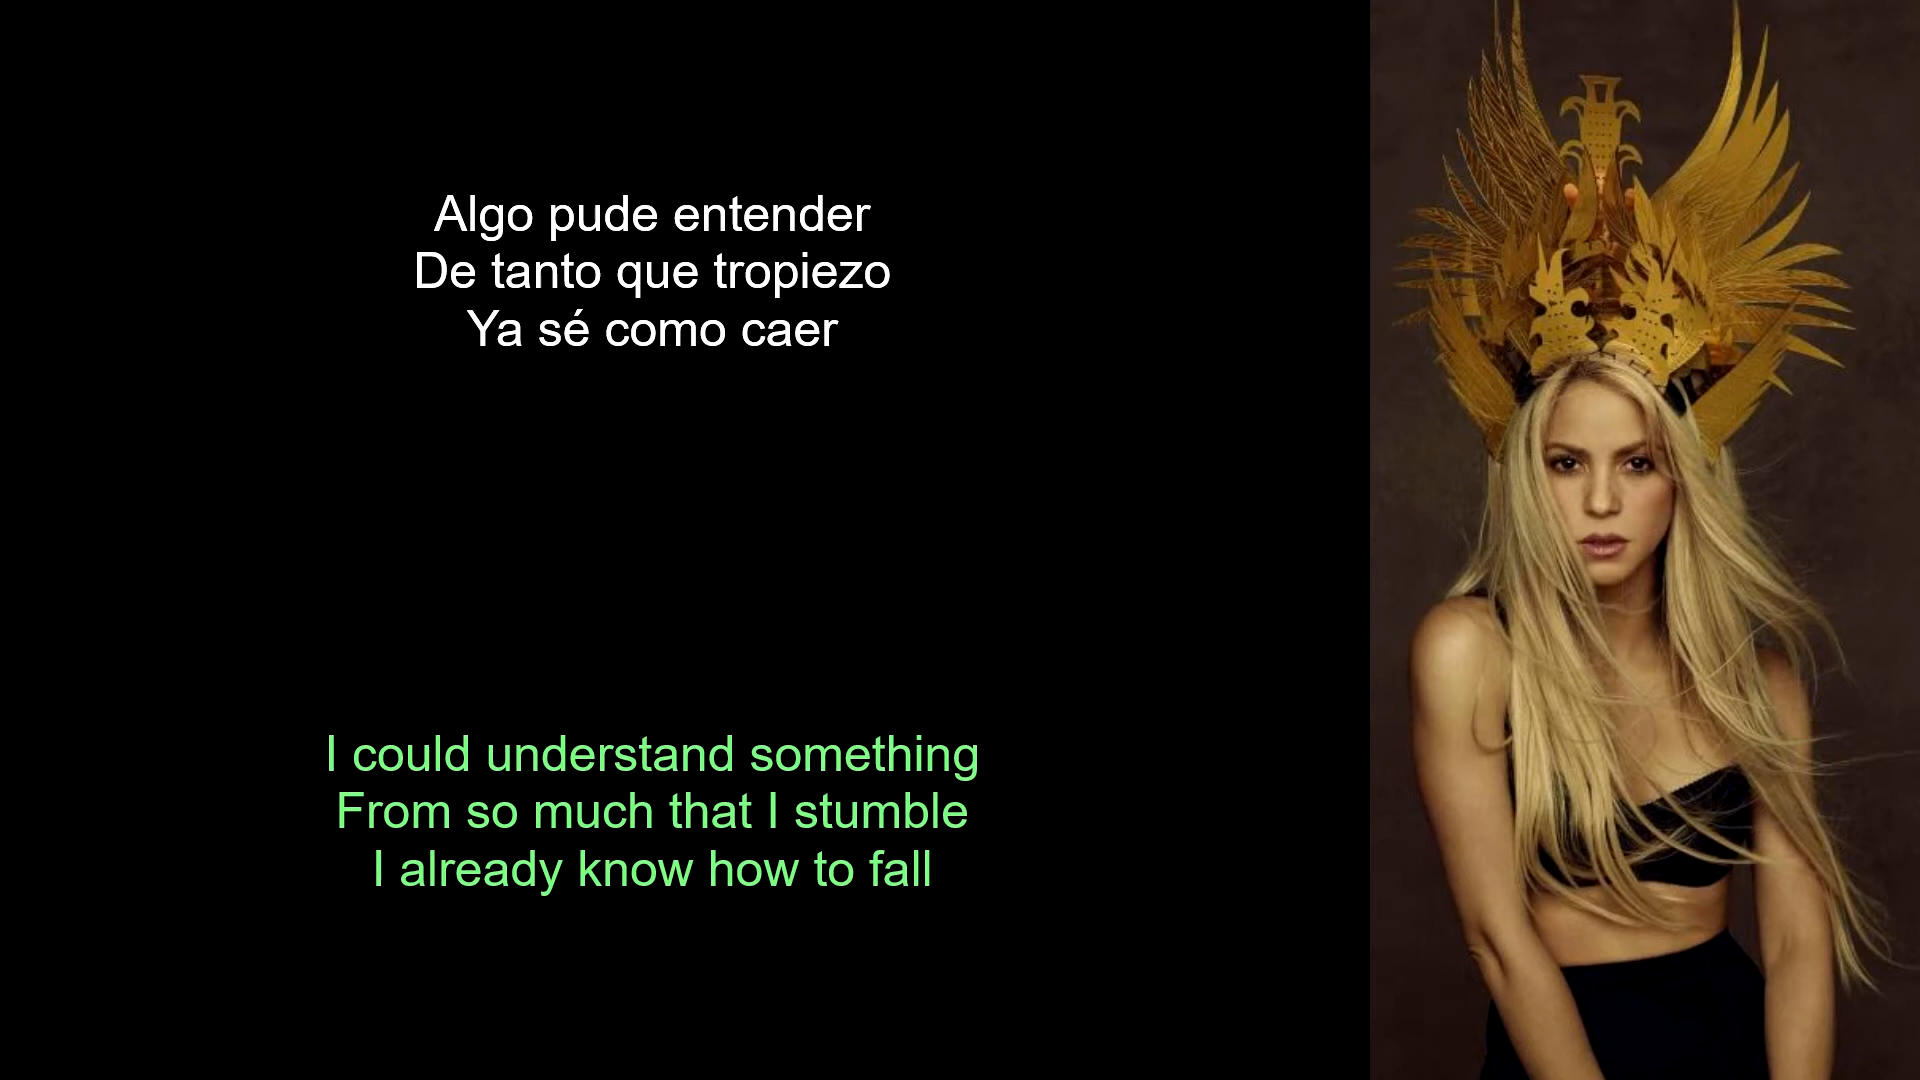 Algo pude entender
De tanto que tropiezo
Ya sé como caer
I could understand something
From so much that I stumble
I already know how to fall